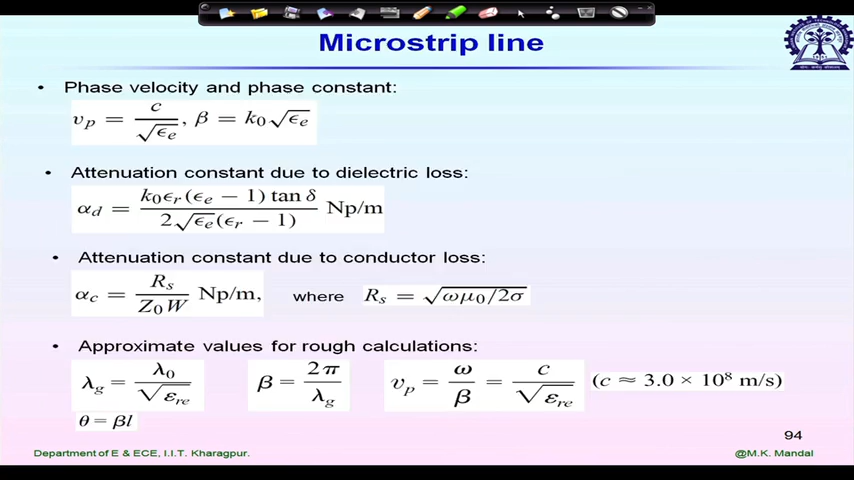 Microstrip line
• Phase velocity and phase constant:
v_p = c / √ϵ_e , β = k_0 √ϵ_e
• Attenuation constant due to dielectric loss:
α_d = k_0 ϵ_r (ϵ_e − 1) tan δ / 2 √ϵ_e (ϵ_r − 1) Np/m
• Attenuation constant due to conductor loss:
α_c = R_s / Z_0 W Np/m, where R_s = √ωμ_0/2σ
• Approximate values for rough calculations:
λ_g = λ_0 / √ε_re β = 2π / λ_g v_p = ω / β = c / √ε_re (c ≈ 3.0 × 10^8 m/s)
θ = βl
94
Department of E & ECE, I.I.T. Kharagpur. @M.K. Mandal